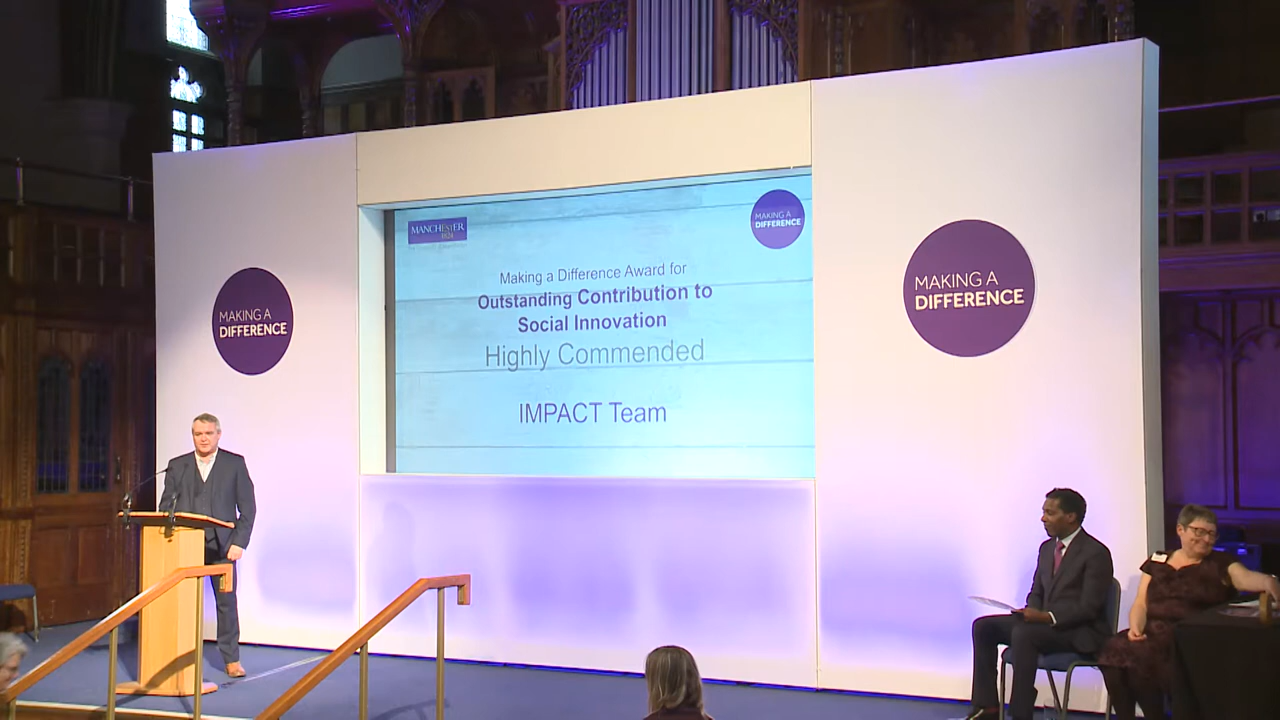 MANCHESTER
1824
MAKING A
DIFFERENCE
Making a Difference Award for
Outstanding Contribution to
Social Innovation
Highly Commended
IMPACT Team
MAKING A
DIFFERENCE
MAKING A
DIFFERENCE